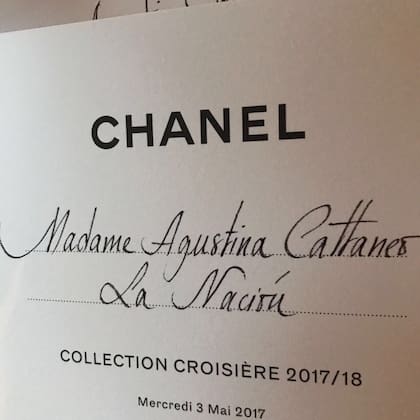 CHANEL
Madame Agustina Cattaneo
La Nación
COLLECTION CROISIÈRE 2017/18
Mercredi 3 Mai 2017